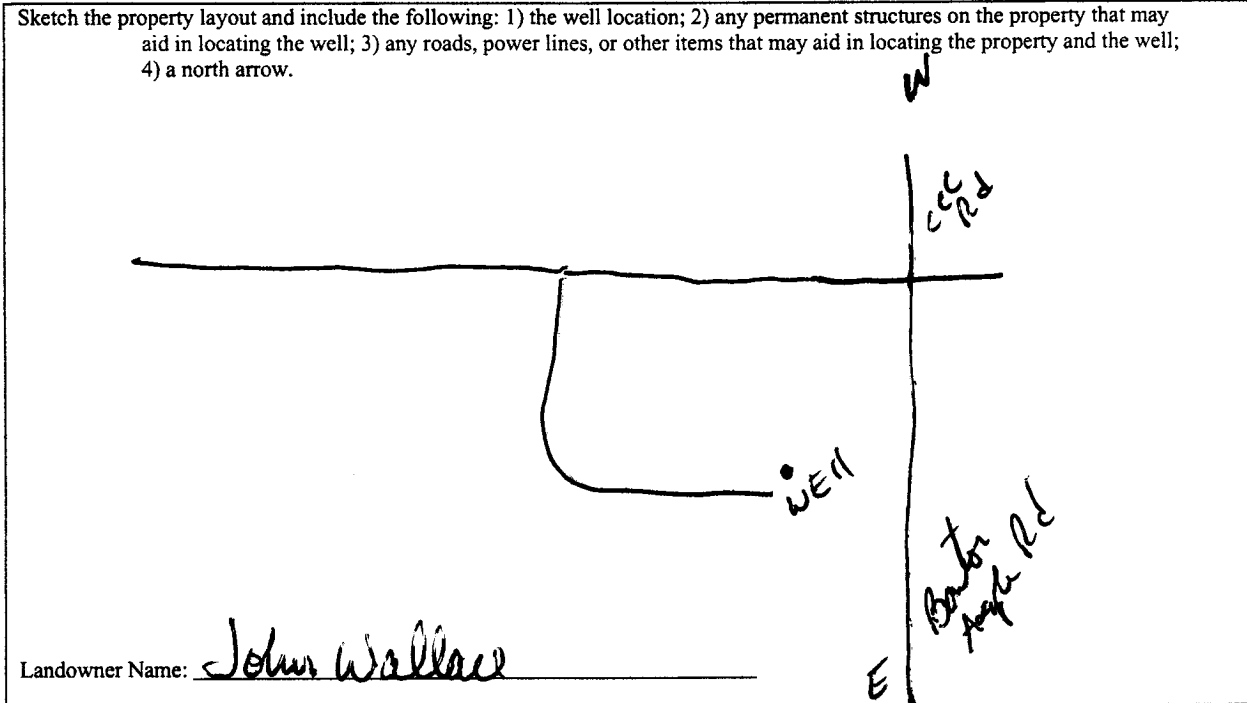 Sketch the property layout and include the following: 1) the well location; 2) any permanent structures on the property that may
aid in locating the well; 3) any roads, power lines, or other items that may aid in locating the property and the well;
4) a north arrow.
W
CCC
Rd
WEll
Rd
Landowner Name: John Wallace
E